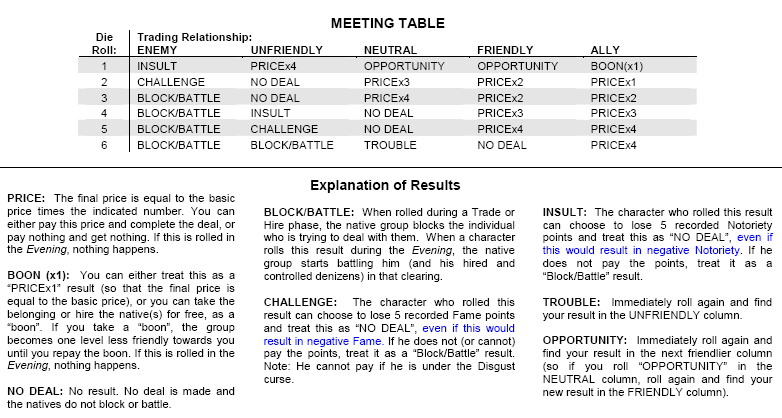 MEETING TABLE
Die Trading Relationship:
Roll: ENEMY UNFRIENDLY NEUTRAL FRIENDLY ALLY
1 INSULT PRICEx4 OPPORTUNITY OPPORTUNITY BOON(x1)
2 CHALLENGE NO DEAL PRICEx3 PRICEx2 PRICEx1
3 BLOCK/BATTLE NO DEAL PRICEx4 PRICEx2 PRICEx2
4 BLOCK/BATTLE INSULT NO DEAL PRICEx3 PRICEx3
5 BLOCK/BATTLE CHALLENGE NO DEAL PRICEx4 PRICEx4
6 BLOCK/BATTLE BLOCK/BATTLE TROUBLE NO DEAL PRICEx4
Explanation of Results
PRICE: The final price is equal to the basic
price times the indicated number. You can
either pay this price and complete the deal, or
pay nothing and get nothing. If this is rolled in
the Evening, nothing happens.
BOON (x1): You can either treat this as a
“PRICEx1” result (so that the final price is
equal to the basic price), or you can take the
belonging or hire the native(s) for free, as a
“boon”. If you take a “boon”, the group
becomes one level less friendly towards you
until you repay the boon. If this is rolled in the
Evening, nothing happens.
NO DEAL: No result. No deal is made and
the natives do not block or battle.
BLOCK/BATTLE: When rolled during a Trade or
Hire phase, the native group blocks the individual
who is trying to deal with them. When a character
rolls this result during the Evening, the native
group starts battling him (and his hired and
controlled denizens) in that clearing.
CHALLENGE: The character who rolled this
result can choose to lose 5 recorded Fame points
and treat this as “NO DEAL”, even if this would
result in negative Fame. If he does not (or cannot)
pay the points, treat it as a “Block/Battle” result.
Note: He cannot pay if he is under the Disgust
curse.
INSULT: The character who rolled this result
can choose to lose 5 recorded Notoriety
points and treat this as “NO DEAL”, even if
this would result in negative Notoriety. If he
does not pay the points, treat it as a
“Block/Battle” result.
TROUBLE: Immediately roll again and find
your result in the UNFRIENDLY column.
OPPORTUNITY: Immediately roll again and
find your result in the next friendlier column
(so if you roll “OPPORTUNITY” in the
NEUTRAL column, roll again and find your
new result in the FRIENDLY column).